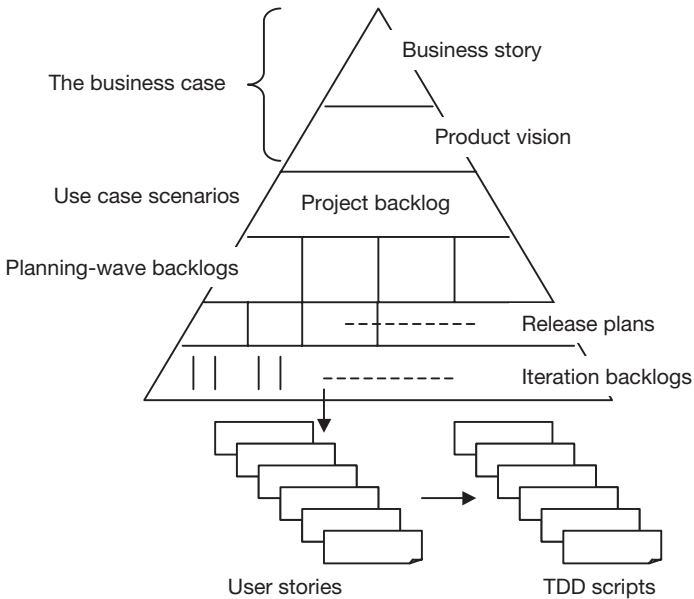 Business story
The business case
Product vision
Use case scenarios
Project backlog
Planning-wave backlogs
Release plans
Iteration backlogs
User stories
TDD scripts